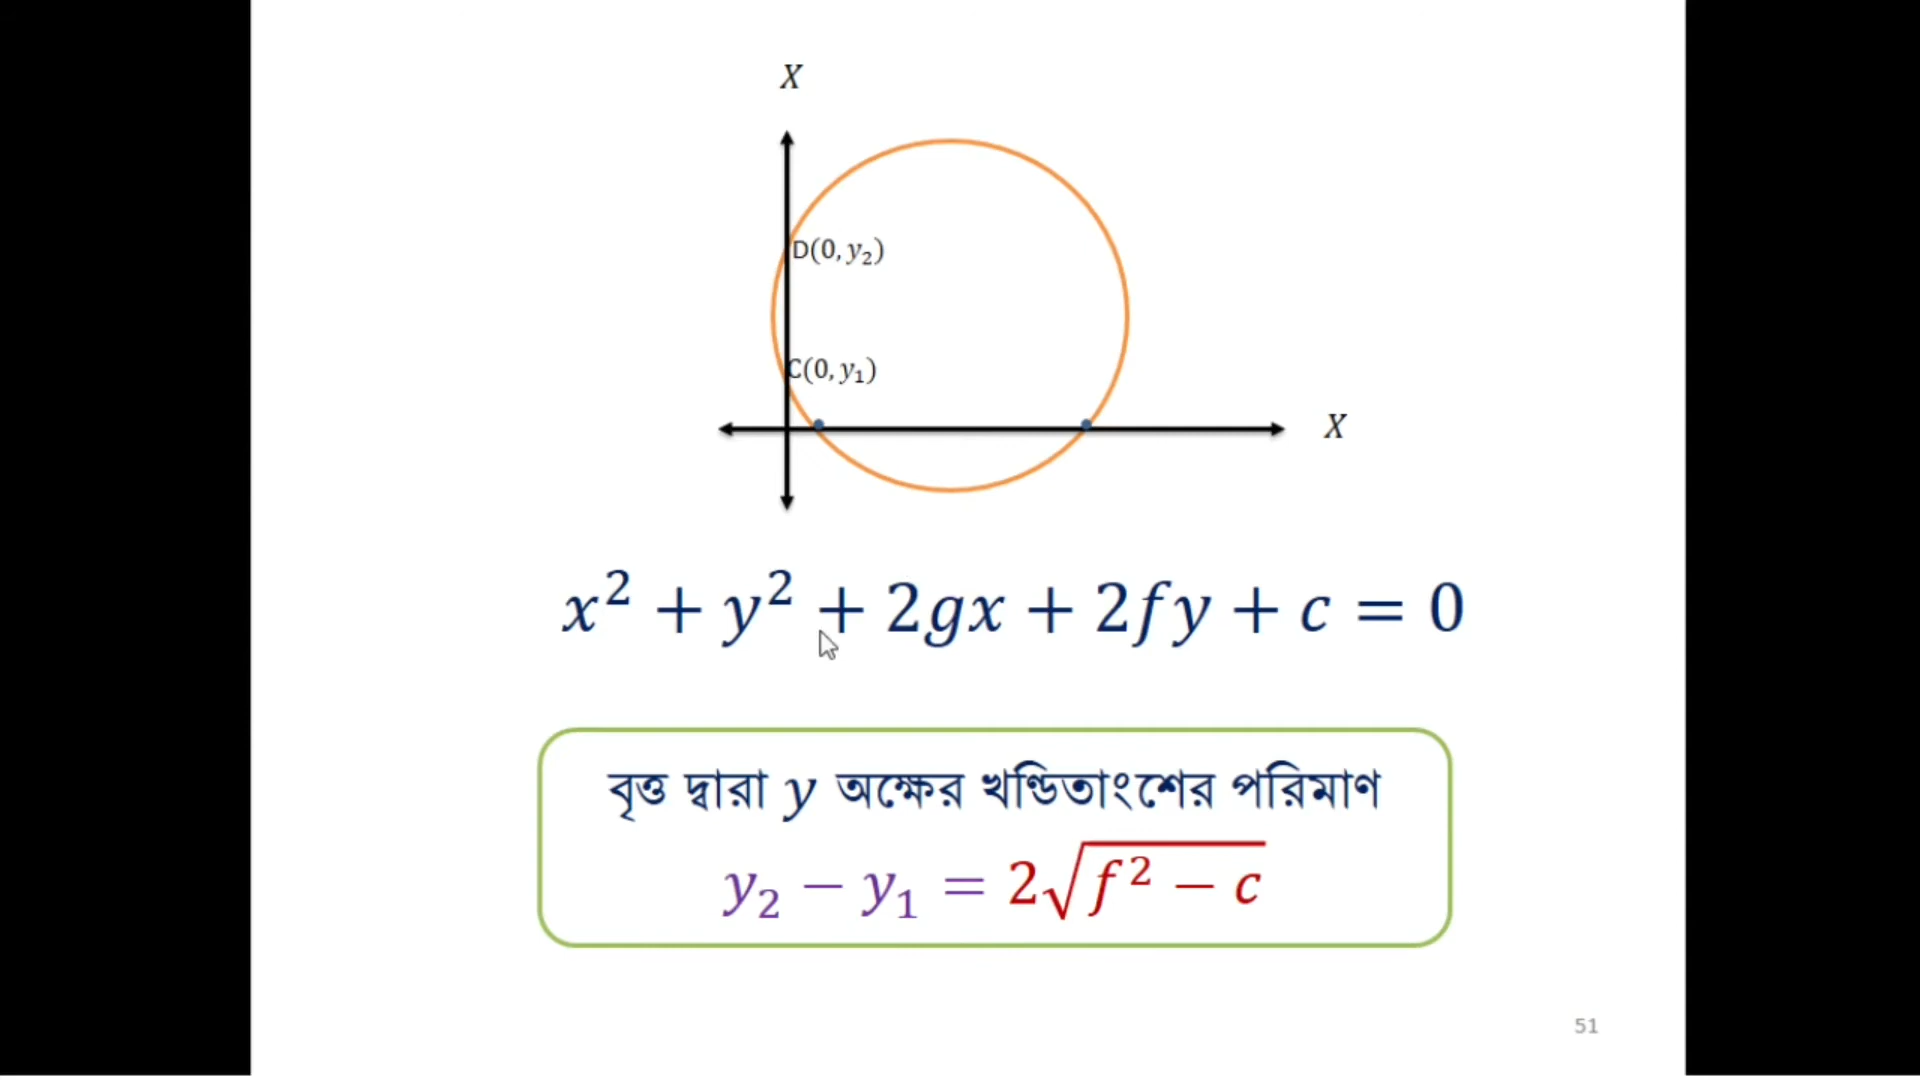 X
D(0, y₂)
C(0, y₁)
X
x² + y² + 2gx + 2fy + c = 0
বৃত্ত দ্বারা y অক্ষের খণ্ডিতাংশের পরিমাণ
y₂ − y₁ = 2√(f² − c)
51